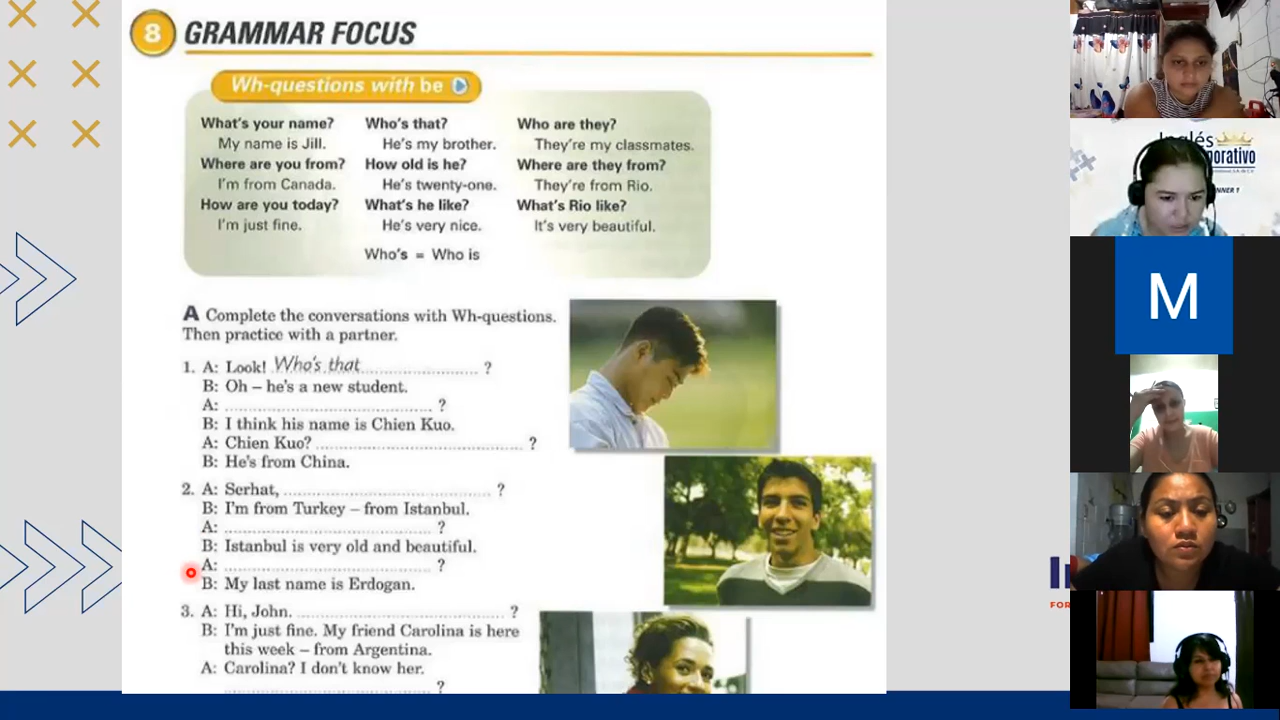 8 GRAMMAR FOCUS
Wh-questions with be
What's your name? Who's that? Who are they?
My name is Jill. He's my brother. They're my classmates.
Where are you from? How old is he? Where are they from?
I'm from Canada. He's twenty-one. They're from Rio.
How are you today? What's he like? What's Rio like?
I'm just fine. He's very nice. It's very beautiful.
Who's = Who is
A Complete the conversations with Wh-questions.
Then practice with a partner.
1. A: Look! Who's that ?
B: Oh – he's a new student.
A: ?
B: I think his name is Chien Kuo.
A: Chien Kuo? ?
B: He's from China.
2. A: Serhat, ?
B: I'm from Turkey – from Istanbul.
A: ?
B: Istanbul is very old and beautiful.
A: ?
B: My last name is Erdogan.
3. A: Hi, John. ?
B: I'm just fine. My friend Carolina is here
this week – from Argentina.
A: Carolina? I don't know her.
?
Inglés
M
FOR